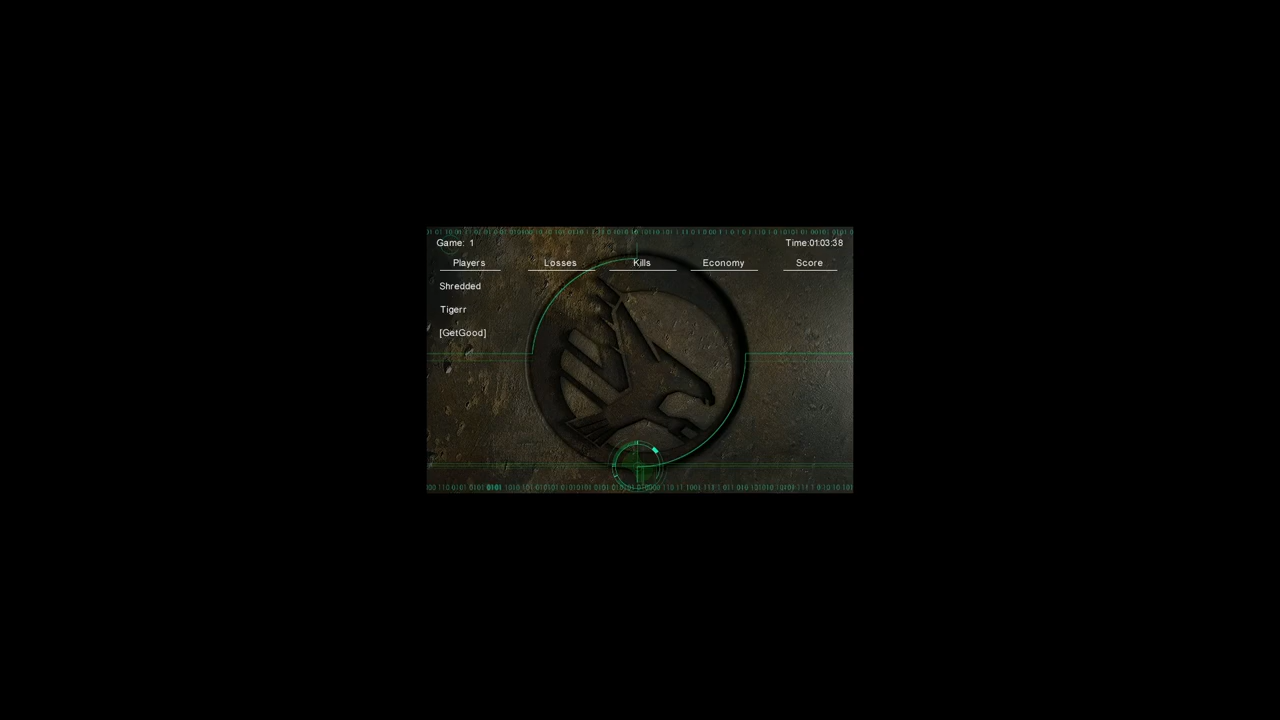 Game: 1 Time:01:03:38
Players Losses Kills Economy Score
Shredded
Tigerr
[GetGood]